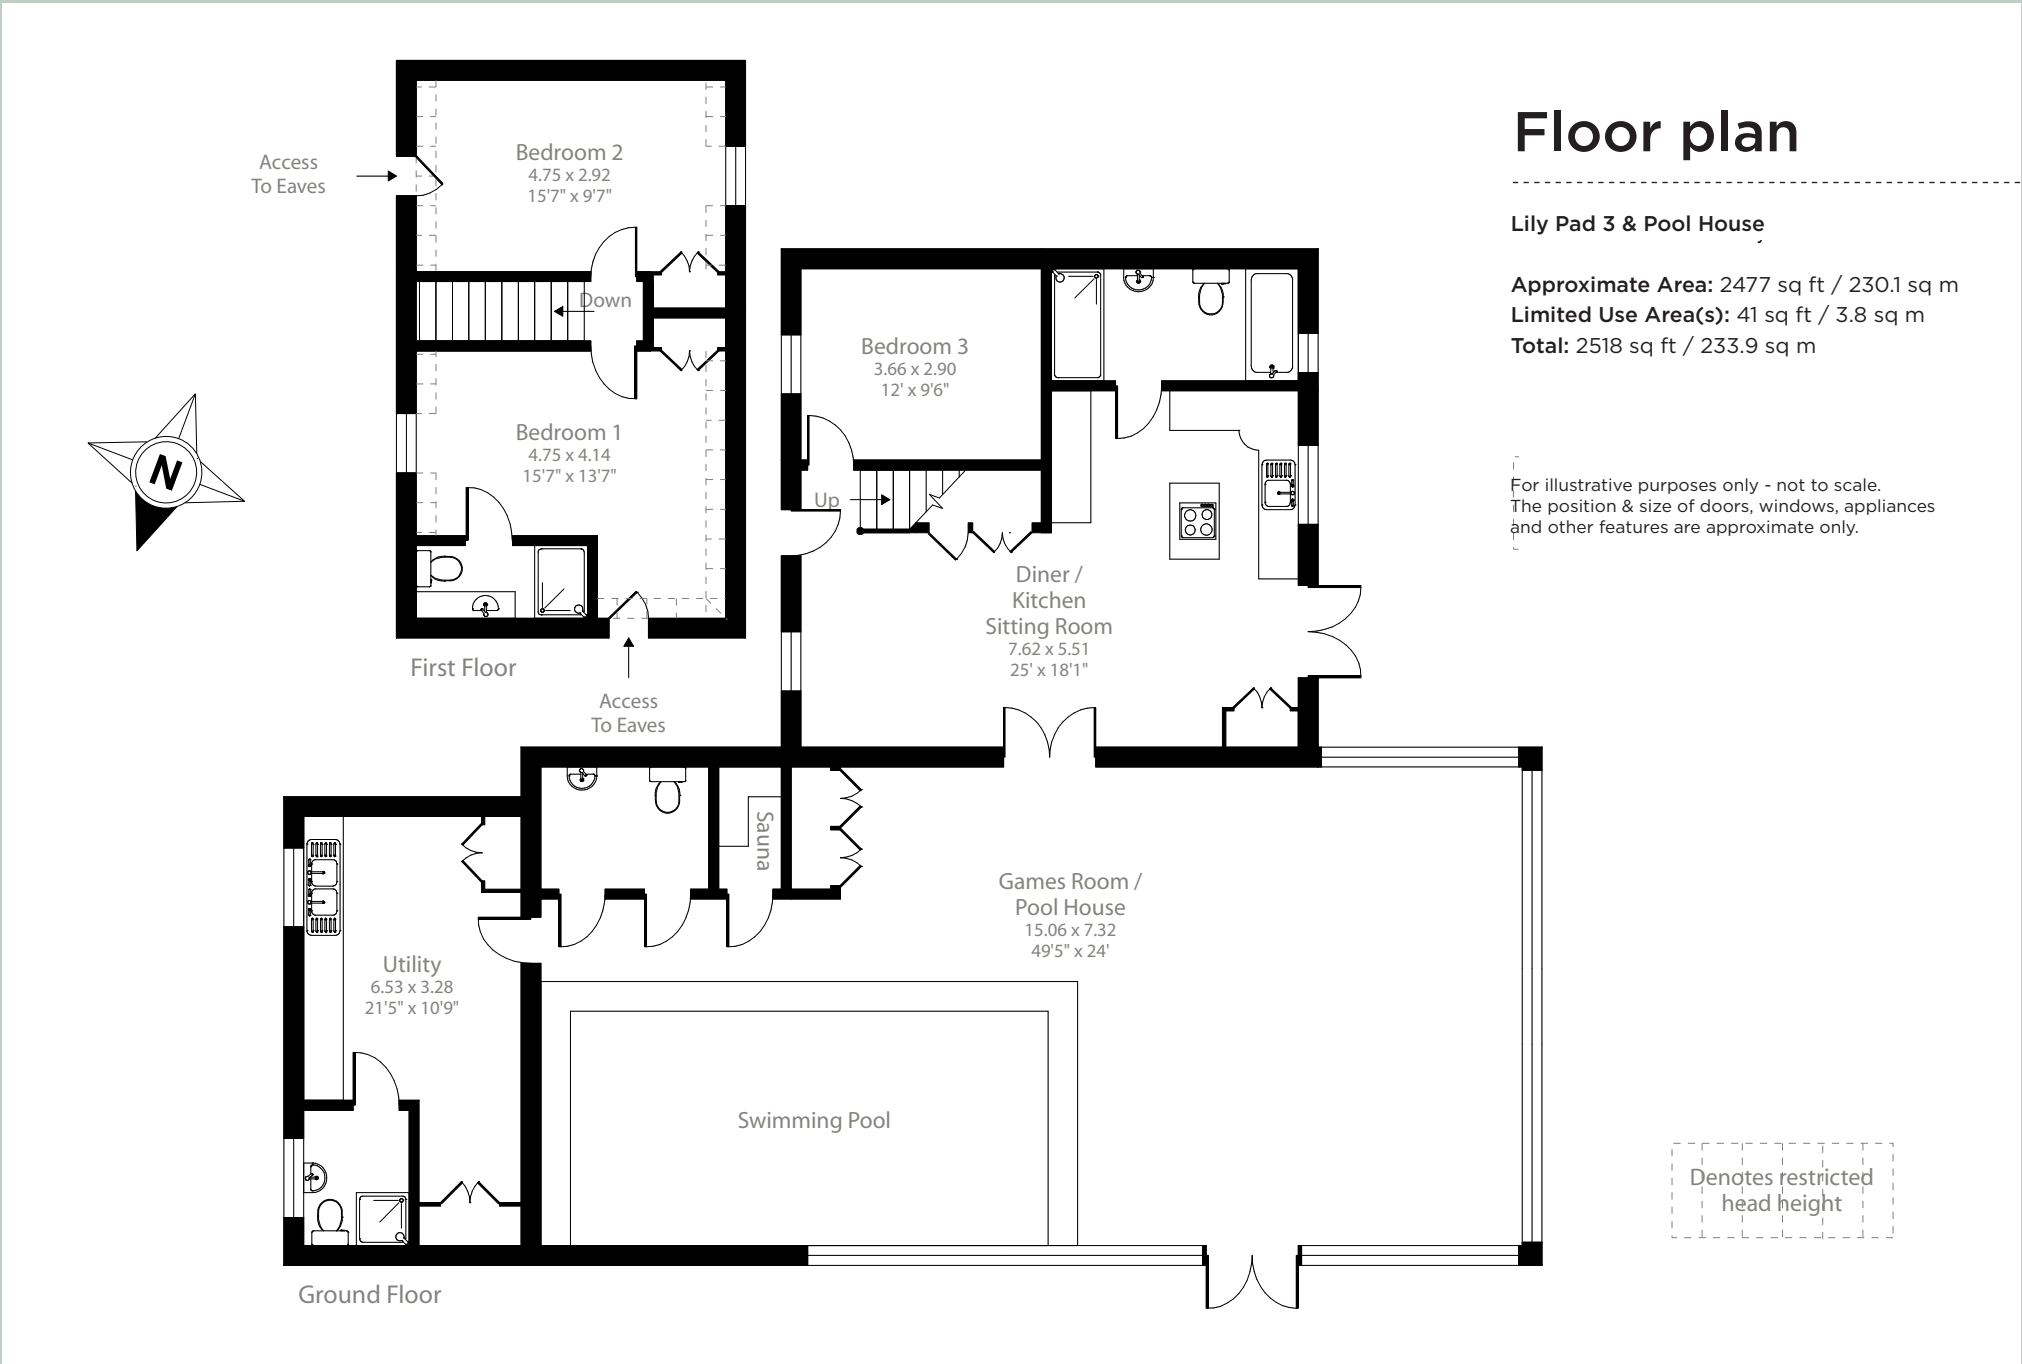 Floor plan
Lily Pad 3 & Pool House
Approximate Area: 2477 sq ft / 230.1 sq m
Limited Use Area(s): 41 sq ft / 3.8 sq m
Total: 2518 sq ft / 233.9 sq m
For illustrative purposes only - not to scale.
The position & size of doors, windows, appliances
and other features are approximate only.
Access
To Eaves
Bedroom 2
4.75 x 2.92
15'7" x 9'7"
Down
Bedroom 1
4.75 x 4.14
15'7" x 13'7"
First Floor
Access
To Eaves
N
Bedroom 3
3.66 x 2.90
12' x 9'6"
Up
Diner /
Kitchen
Sitting Room
7.62 x 5.51
25' x 18'1"
Sauna
Games Room /
Pool House
15.06 x 7.32
49'5" x 24'
Utility
6.53 x 3.28
21'5" x 10'9"
Swimming Pool
Ground Floor
Denotes restricted
head height